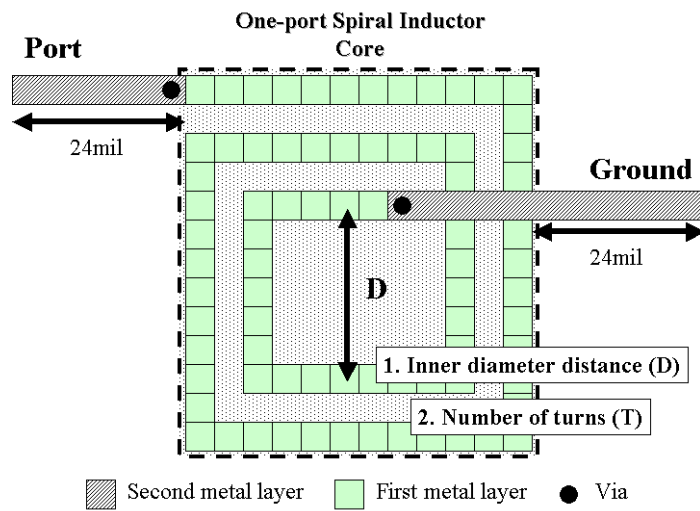 One-port Spiral Inductor
Core
Port
24mil
Ground
24mil
D
1. Inner diameter distance (D)
2. Number of turns (T)
Second metal layer
First metal layer
Via